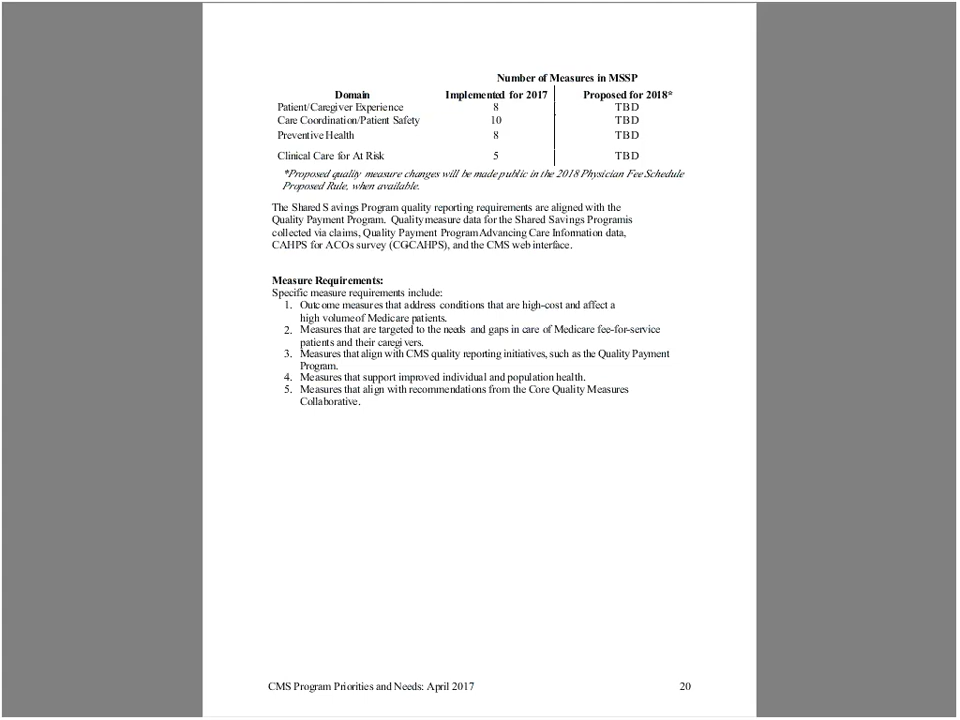 Number of Measures in MSSP
Domain Implemented for 2017 Proposed for 2018*
Patient/Caregiver Experience 8 TBD
Care Coordination/Patient Safety 10 TBD
Preventive Health 8 TBD
Clinical Care for At Risk 5 TBD
*Proposed quality measure changes will be made public in the 2018 Physician Fee Schedule
Proposed Rule, when available.
The Shared Savings Program quality reporting requirements are aligned with the
Quality Payment Program. Quality measure data for the Shared Savings Program is
collected via claims, Quality Payment Program Advancing Care Information data,
CAHPS for ACOs survey (CGCAHPS), and the CMS web interface.
Measure Requirements:
Specific measure requirements include:
1. Outcome measures that address conditions that are high-cost and affect a
high volume of Medicare patients.
2. Measures that are targeted to the needs and gaps in care of Medicare fee-for-service
patients and their caregivers.
3. Measures that align with CMS quality reporting initiatives, such as the Quality Payment
Program.
4. Measures that support improved individual and population health.
5. Measures that align with recommendations from the Core Quality Measures
Collaborative.
CMS Program Priorities and Needs: April 2017 20